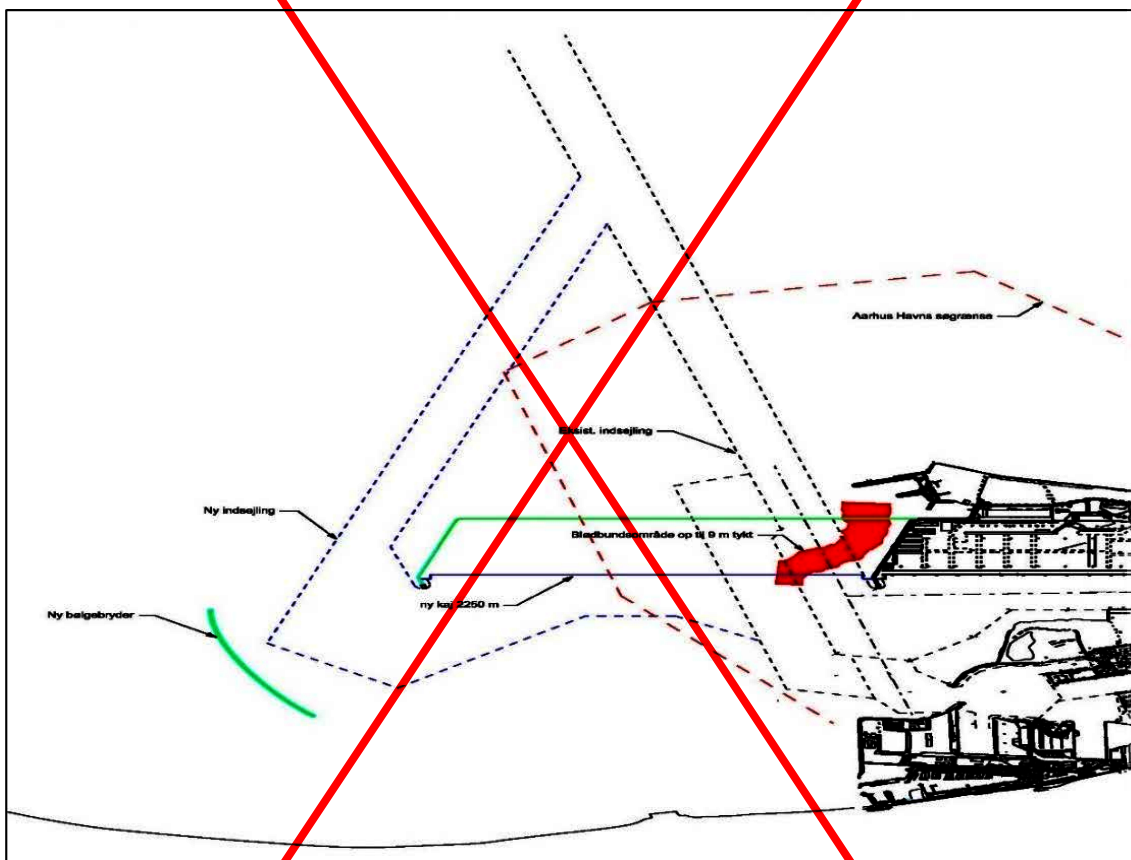 Aarhus Havns søgrænse
Eksist. indsejling
Ny indsejling
Blødbundsområde op til 9 m tykt
ny kaj 2250 m
Ny bølgebryder